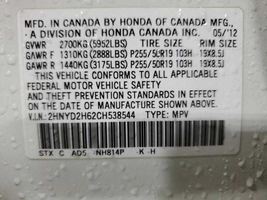 MFD. IN CANADA BY HONDA OF CANADA MFG.,
A DIVISION OF HONDA CANADA INC. 05/'12
GVWR 2700KG (5952LBS) TIRE SIZE RIM SIZE
GAWR F 1310KG (2888LBS) P255/50R19 103H 19X8.5J
GAWR R 1440KG (3175LBS) P255/50R19 103H 19X8.5J
THIS VEHICLE CONFORMS TO ALL APPLICABLE
FEDERAL MOTOR VEHICLE SAFETY AND
THEFT PREVENTION STANDARDS IN EFFECT ON
THE DATE OF MANUFACTURE SHOWN ABOVE.
V.I.N.: 2HNYD2H62CH538544 TYPE: MPV
STX C AD5 NH814P K H